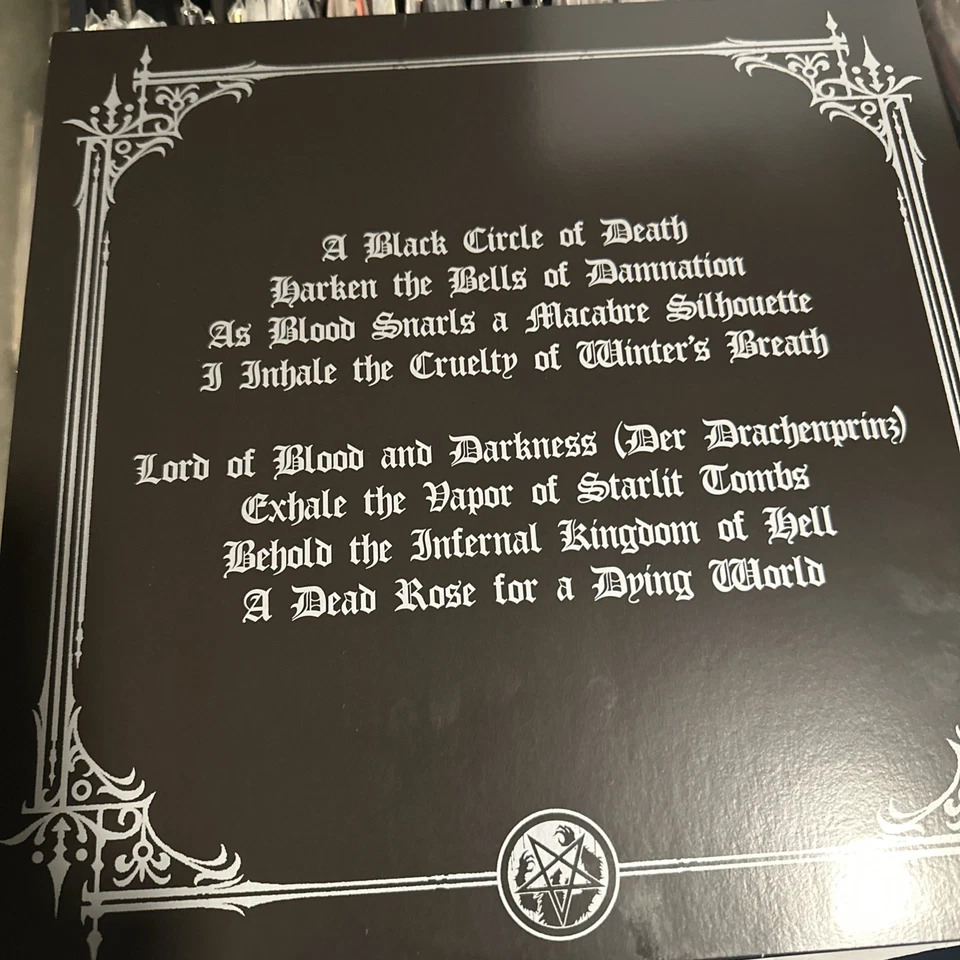 A Black Circle of Death
Harken the Bells of Damnation
As Blood Snarls a Macabre Silhouette
I Inhale the Cruelty of Winter's Breath
Lord of Blood and Darkness (Der Drachenprinz)
Exhale the Vapor of Starlit Tombs
Behold the Infernal Kingdom of Hell
A Dead Rose for a Dying World